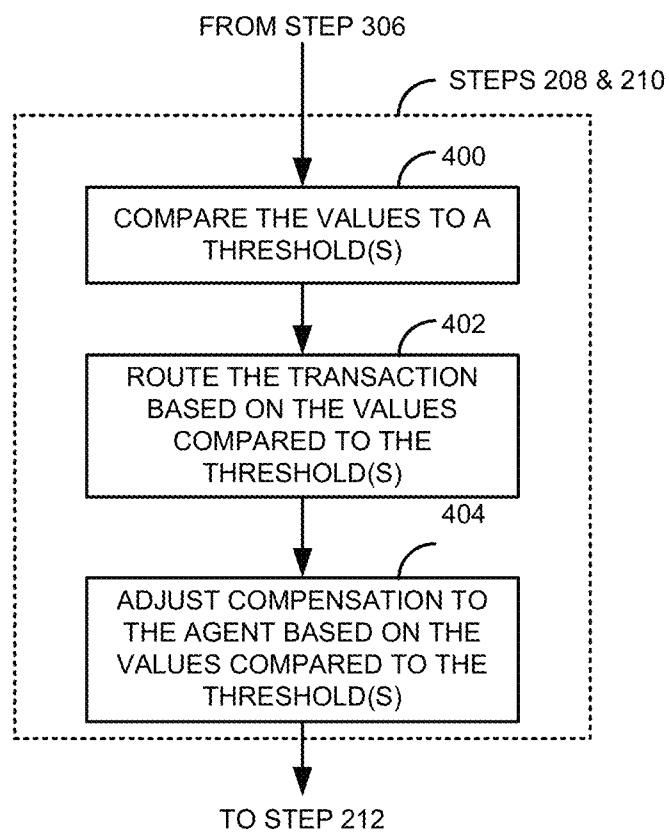 FROM STEP 306
STEPS 208 & 210
400
COMPARE THE VALUES TO A
THRESHOLD(S)
402
ROUTE THE TRANSACTION
BASED ON THE VALUES
COMPARED TO THE
THRESHOLD(S)
404
ADJUST COMPENSATION TO
THE AGENT BASED ON THE
VALUES COMPARED TO THE
THRESHOLD(S)
TO STEP 212